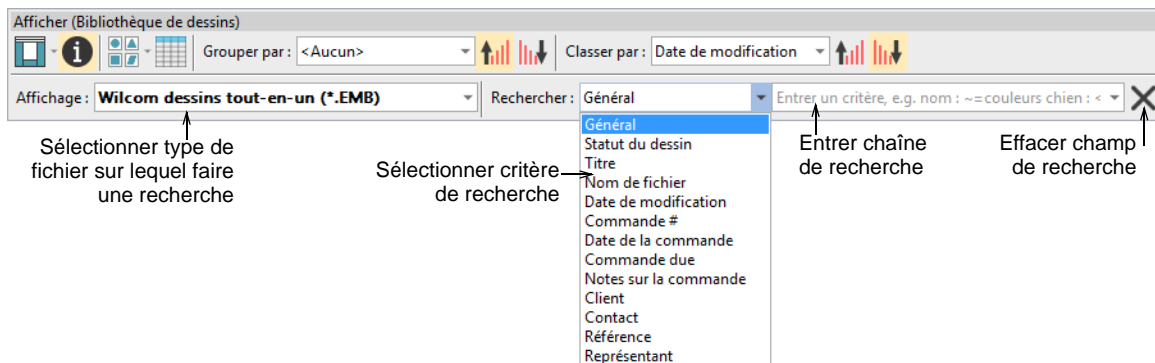 Afficher (Bibliothèque de dessins)
Grouper par : <Aucun> Classer par : Date de modification
Affichage : Wilcom dessins tout-en-un (*.EMB) Rechercher : Général Entrer un critère, e.g. nom : ~=couleurs chien : <
Général
Statut du dessin
Titre
Nom de fichier
Date de modification
Commande #
Date de la commande
Commande due
Notes sur la commande
Client
Contact
Référence
Représentant
Sélectionner type de
fichier sur lequel faire
une recherche
Sélectionner critère
de recherche
Entrer chaîne
de recherche
Effacer champ
de recherche